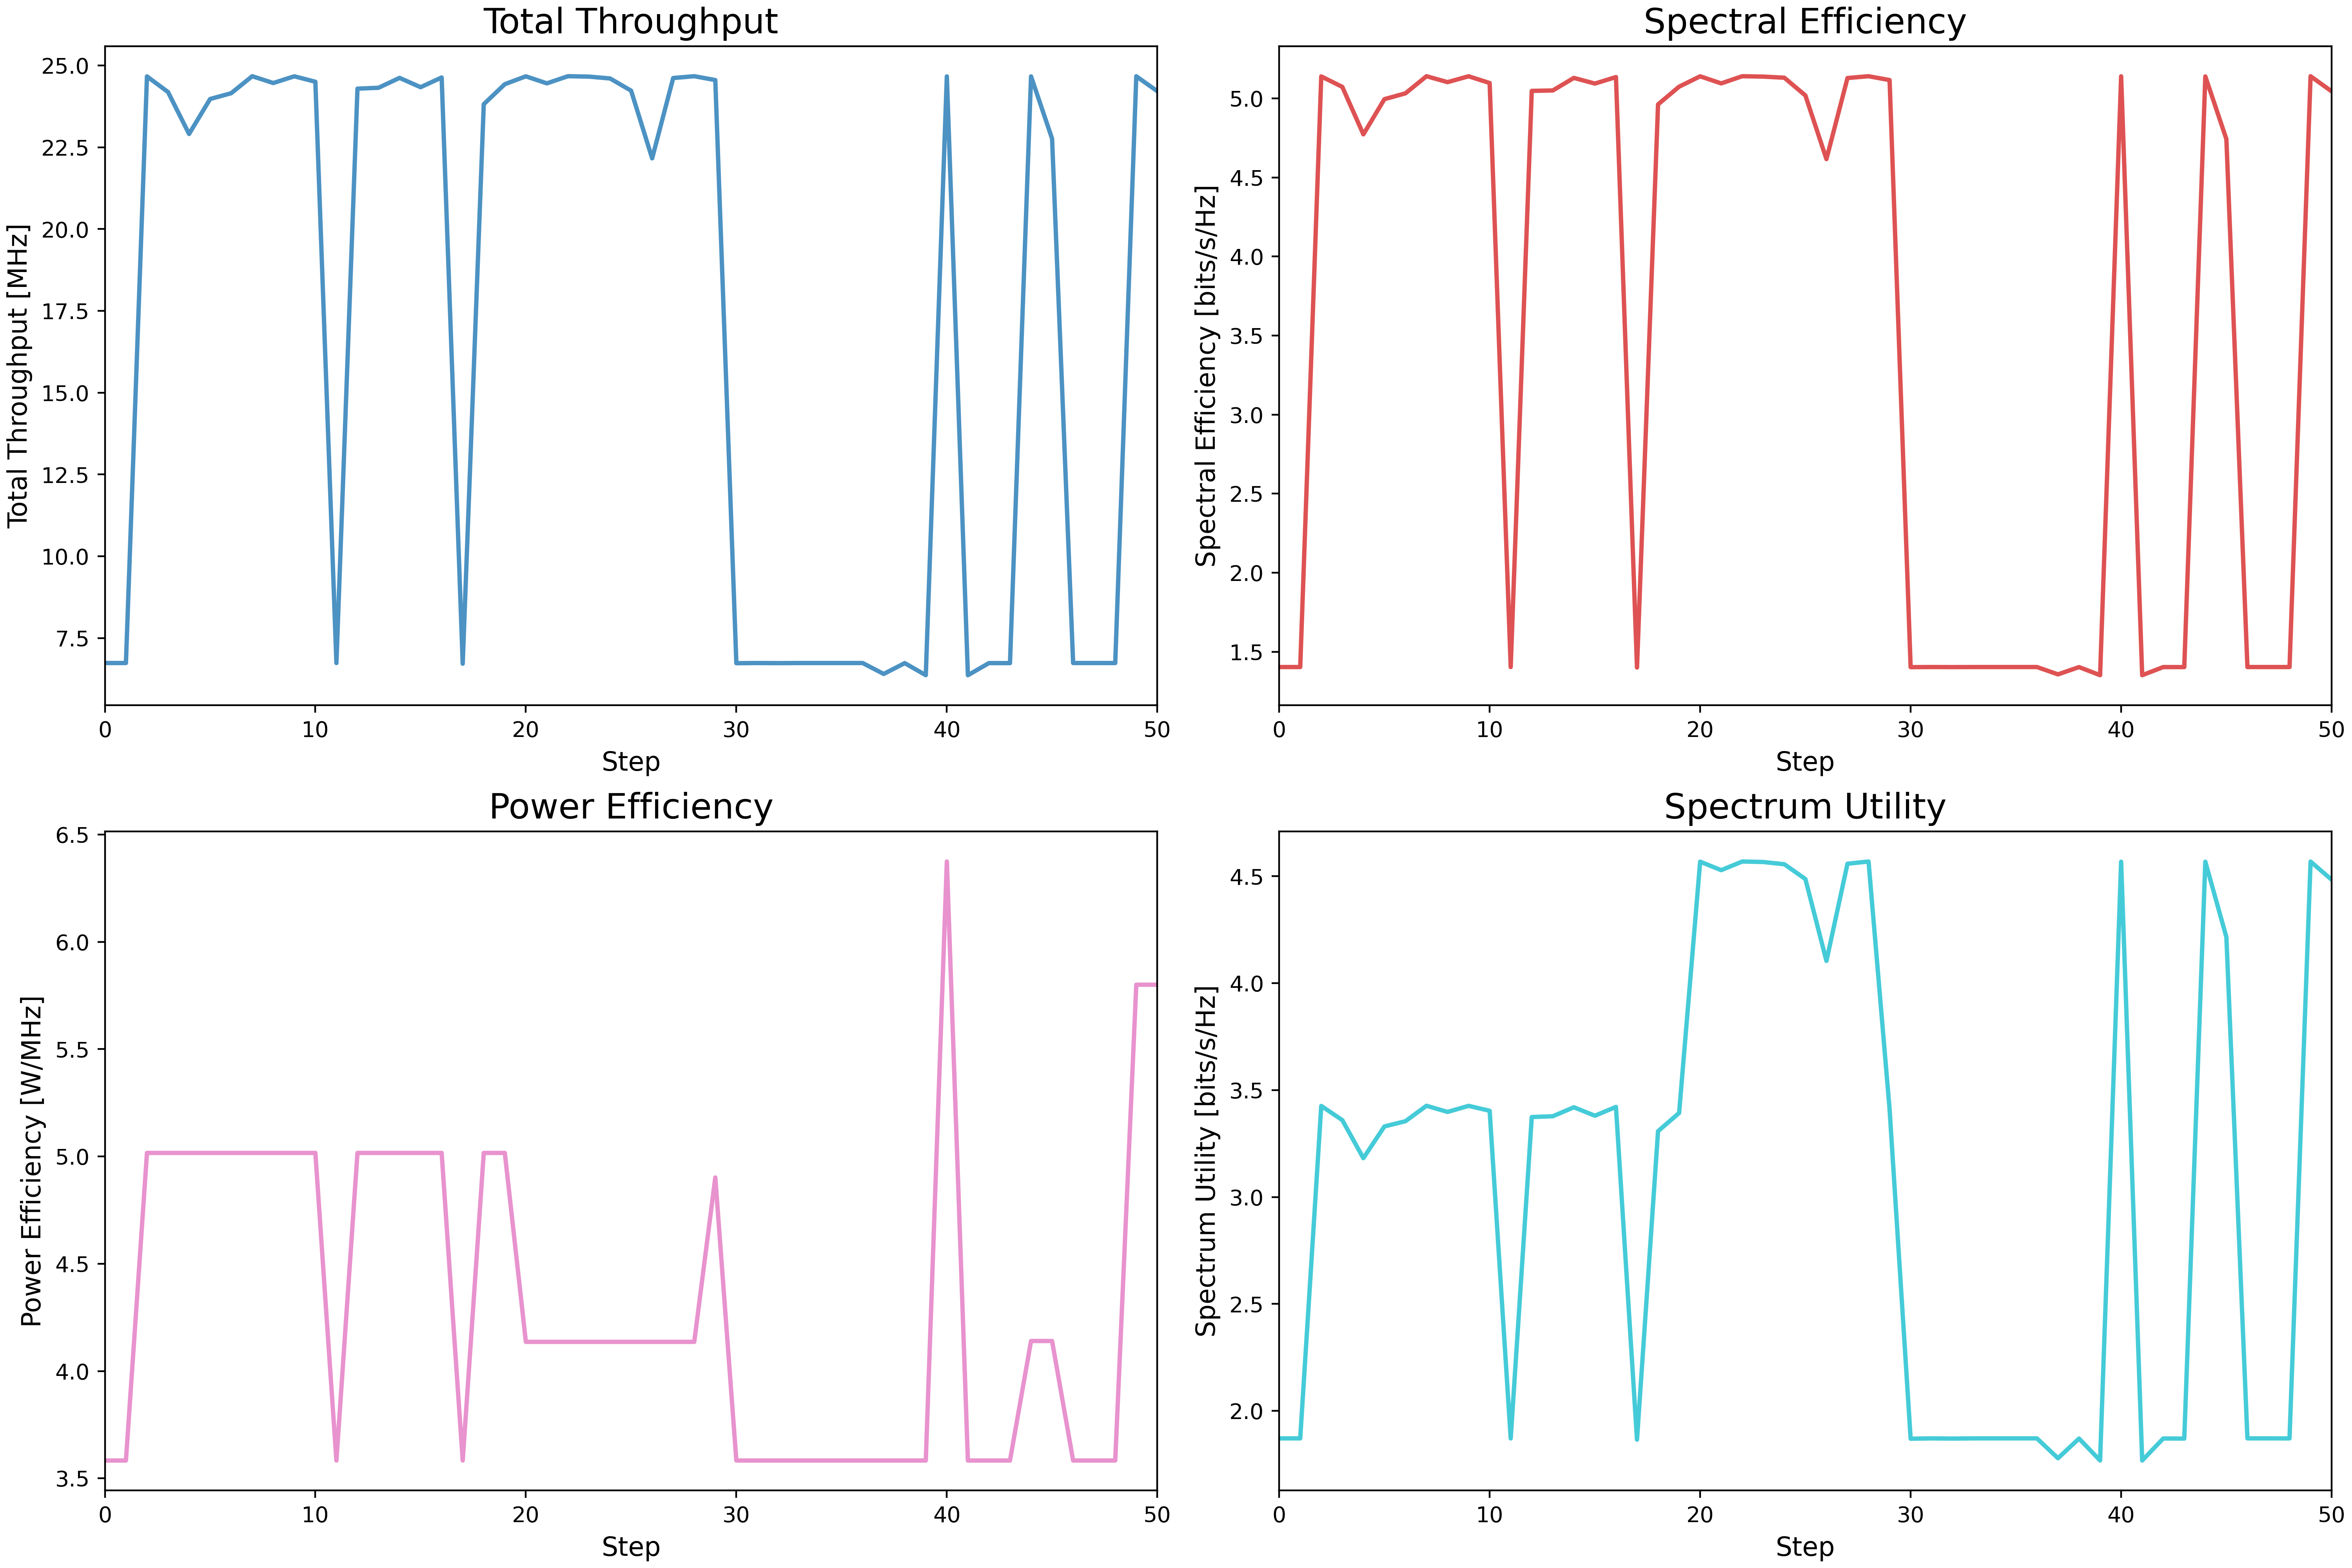 Total Throughput
Total Throughput [MHz]
25.0
22.5
20.0
17.5
15.0
12.5
10.0
7.5
0 10 20 30 40 50
Step
Spectral Efficiency
Spectral Efficiency [bits/s/Hz]
5.0
4.5
4.0
3.5
3.0
2.5
2.0
1.5
0 10 20 30 40 50
Step
Power Efficiency
Power Efficiency [W/MHz]
6.5
6.0
5.5
5.0
4.5
4.0
3.5
0 10 20 30 40 50
Step
Spectrum Utility
Spectrum Utility [bits/s/Hz]
4.5
4.0
3.5
3.0
2.5
2.0
0 10 20 30 40 50
Step